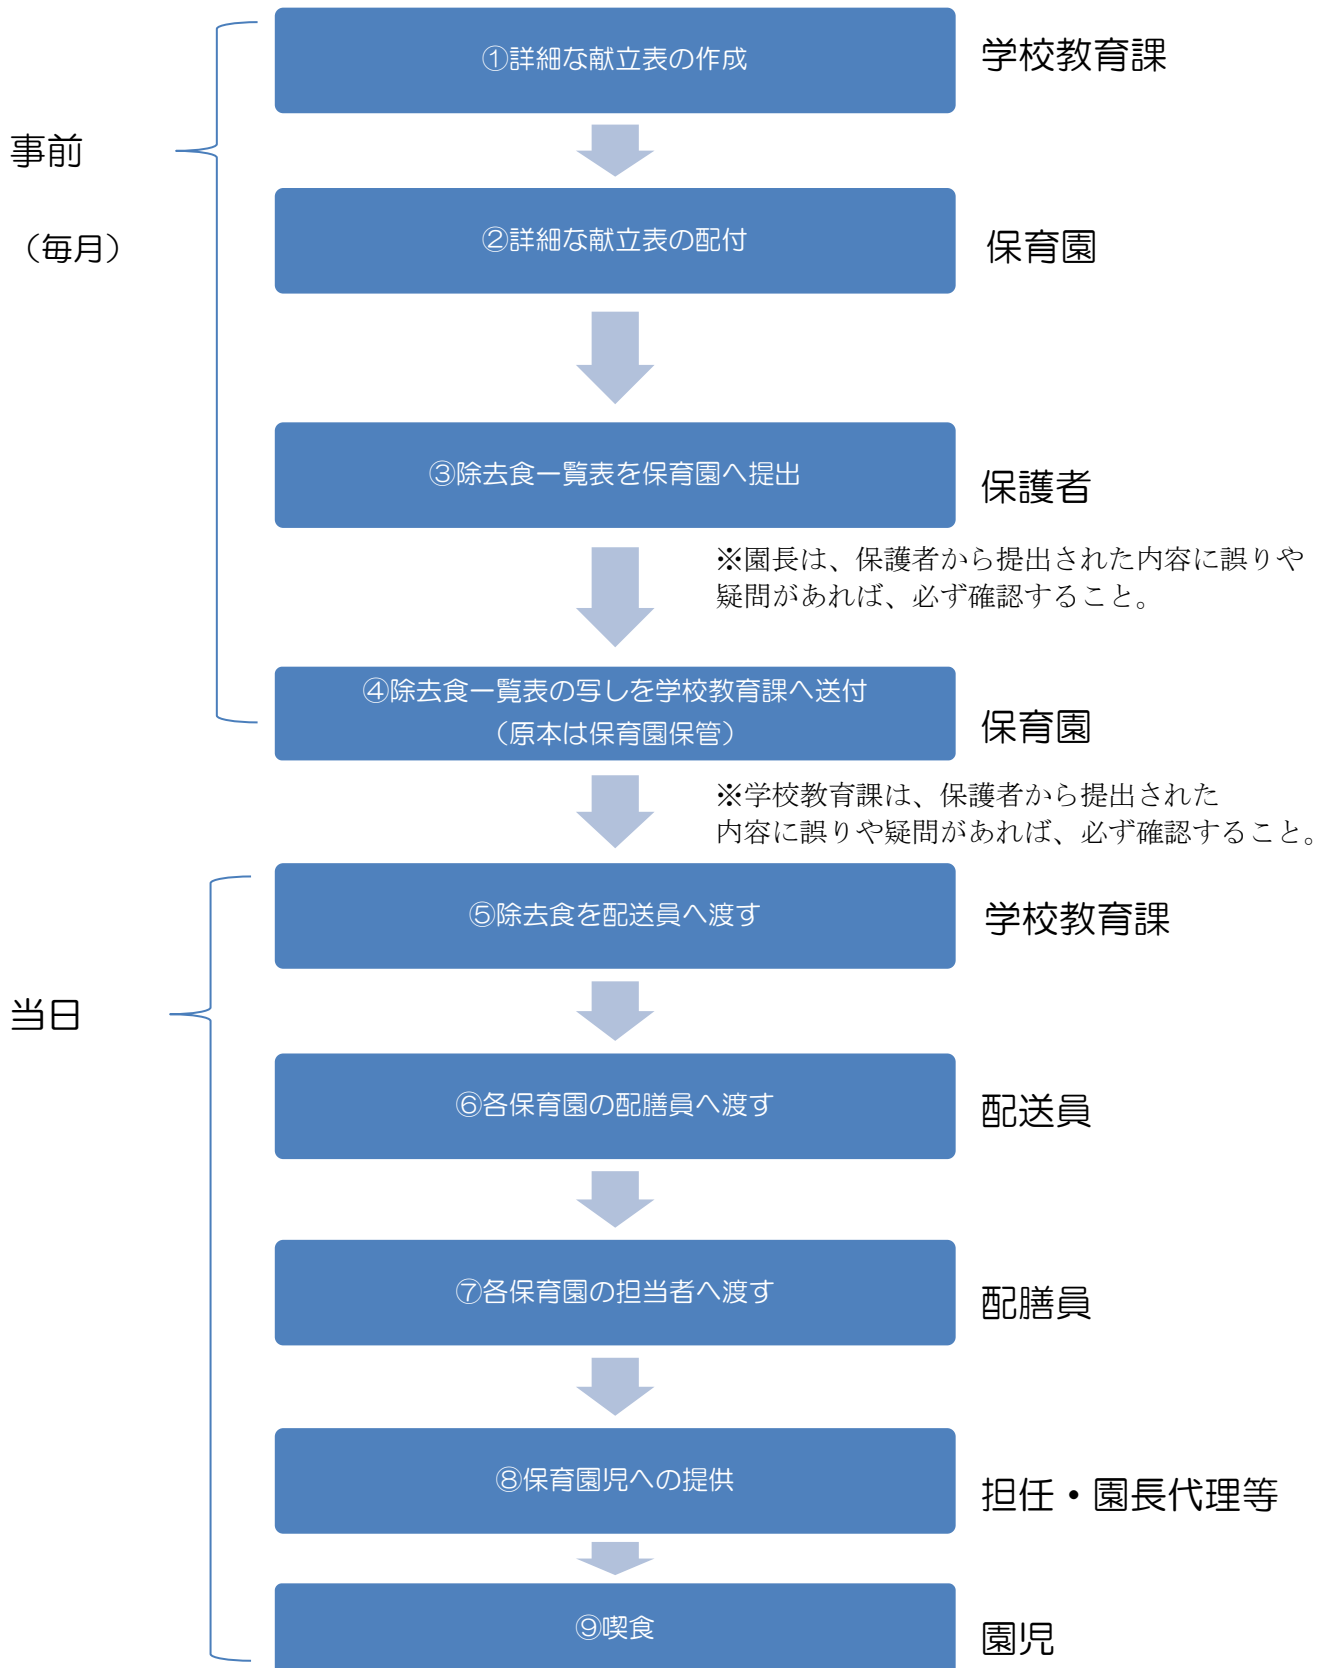 ①詳細な献立表の作成
学校教育課
事前
（毎月）
②詳細な献立表の配付
保育園
③除去食一覧表を保育園へ提出
保護者
※園長は、保護者から提出された内容に誤りや
疑問があれば、必ず確認すること。
④除去食一覧表の写しを学校教育課へ送付
（原本は保育園保管）
保育園
※学校教育課は、保護者から提出された
内容に誤りや疑問があれば、必ず確認すること。
⑤除去食を配送員へ渡す
学校教育課
当日
⑥各保育園の配膳員へ渡す
配送員
⑦各保育園の担当者へ渡す
配膳員
⑧保育園児への提供
担任・園長代理等
⑨喫食
園児